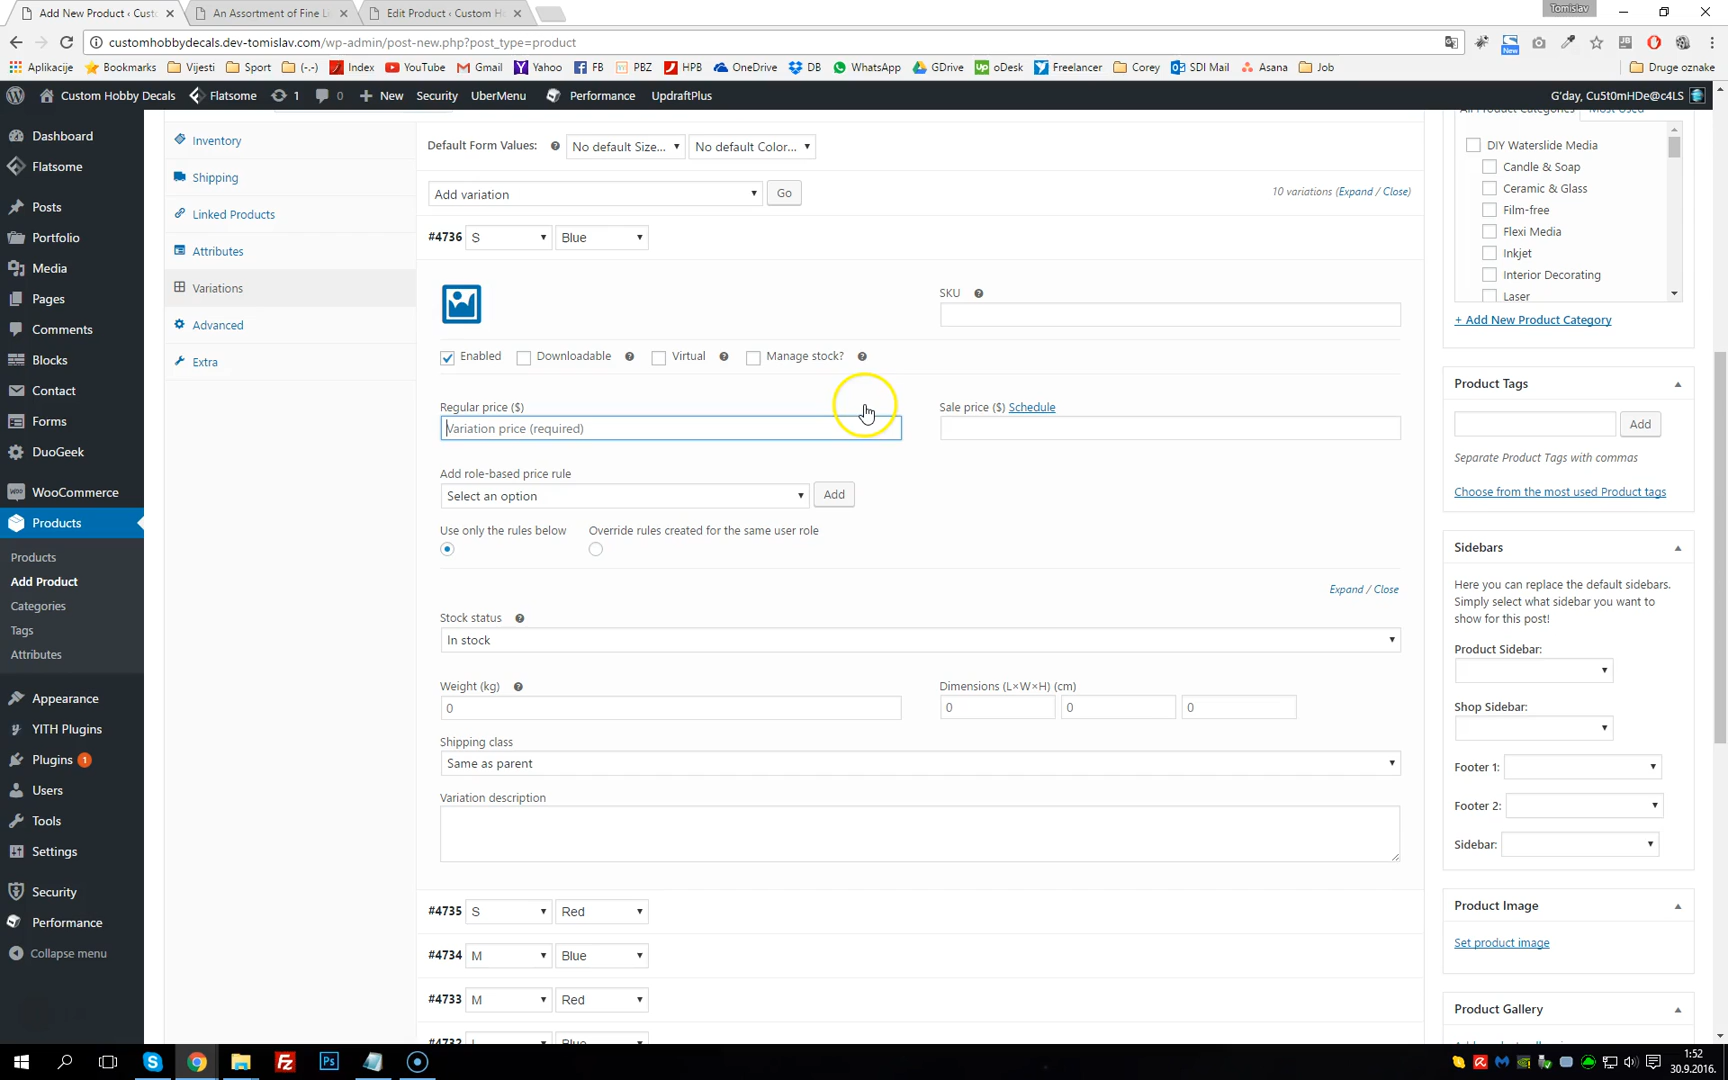 Add New Product ‹ Custo
An Assortment of Fine L
Edit Product ‹ Custom H
Tomislav
customhobbydecals.dev-tomislav.com/wp-admin/post-new.php?post_type=product
New
Aplikacije Bookmarks Vijesti Sport (-.-) Index YouTube Gmail Yahoo FB PBZ HPB OneDrive DB WhatsApp GDrive oDesk Freelancer Corey SDI Mail Asana Job Druge oznake
Custom Hobby Decals Flatsome 1 0 New Security UberMenu Performance UpdraftPlus G'day, Cu5t0mHDe@c4LS
Dashboard
Flatsome
Posts
Portfolio
Media
Pages
Comments
Blocks
Contact
Forms
DuoGeek
WooCommerce
Products
Products
Add Product
Categories
Tags
Attributes
Appearance
YITH Plugins
Plugins 1
Users
Tools
Settings
Security
Performance
Collapse menu
Inventory
Shipping
Linked Products
Attributes
Variations
Advanced
Extra
Default Form Values: ? No default Size... No default Color...
Add variation Go 10 variations (Expand / Close)
#4736 S Blue
SKU ?
Enabled Downloadable ? Virtual ? Manage stock? ?
Regular price ($) Sale price ($) Schedule
Variation price (required)
Add role-based price rule
Select an option Add
Use only the rules below Override rules created for the same user role
Expand / Close
Stock status ?
In stock
Weight (kg) ? Dimensions (L×W×H) (cm)
0 0 0 0
Shipping class
Same as parent
Variation description
#4735 S Red
#4734 M Blue
#4733 M Red
#4732 L Blue
All Product Categories Most Used
DIY Waterslide Media
Candle & Soap
Ceramic & Glass
Film-free
Flexi Media
Inkjet
Interior Decorating
Laser
+ Add New Product Category
Product Tags
Add
Separate Product Tags with commas
Choose from the most used Product tags
Sidebars
Here you can replace the default sidebars.
Simply select what sidebar you want to
show for this post!
Product Sidebar:
Shop Sidebar:
Footer 1:
Footer 2:
Sidebar:
Product Image
Set product image
Product Gallery
1:52
30.9.2016.